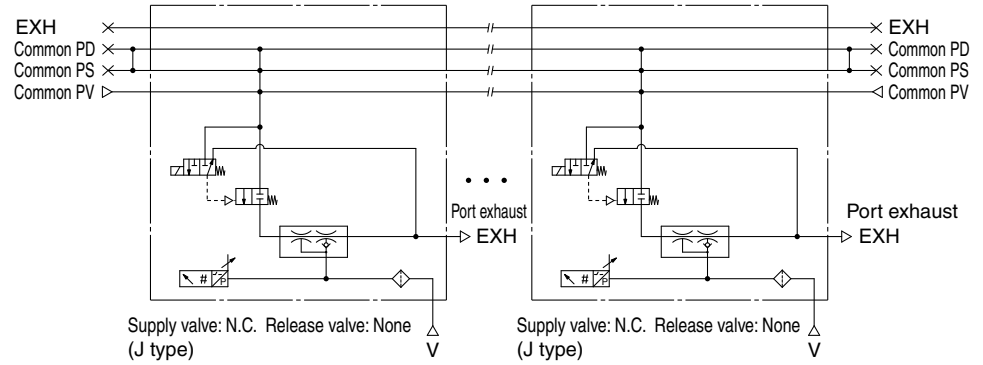 EXH EXH
Common PD Common PD
Common PS Common PS
Common PV Common PV
# P # P
Port exhaust Port exhaust
EXH EXH
Supply valve: N.C. Release valve: None Supply valve: N.C. Release valve: None
(J type) V (J type) V